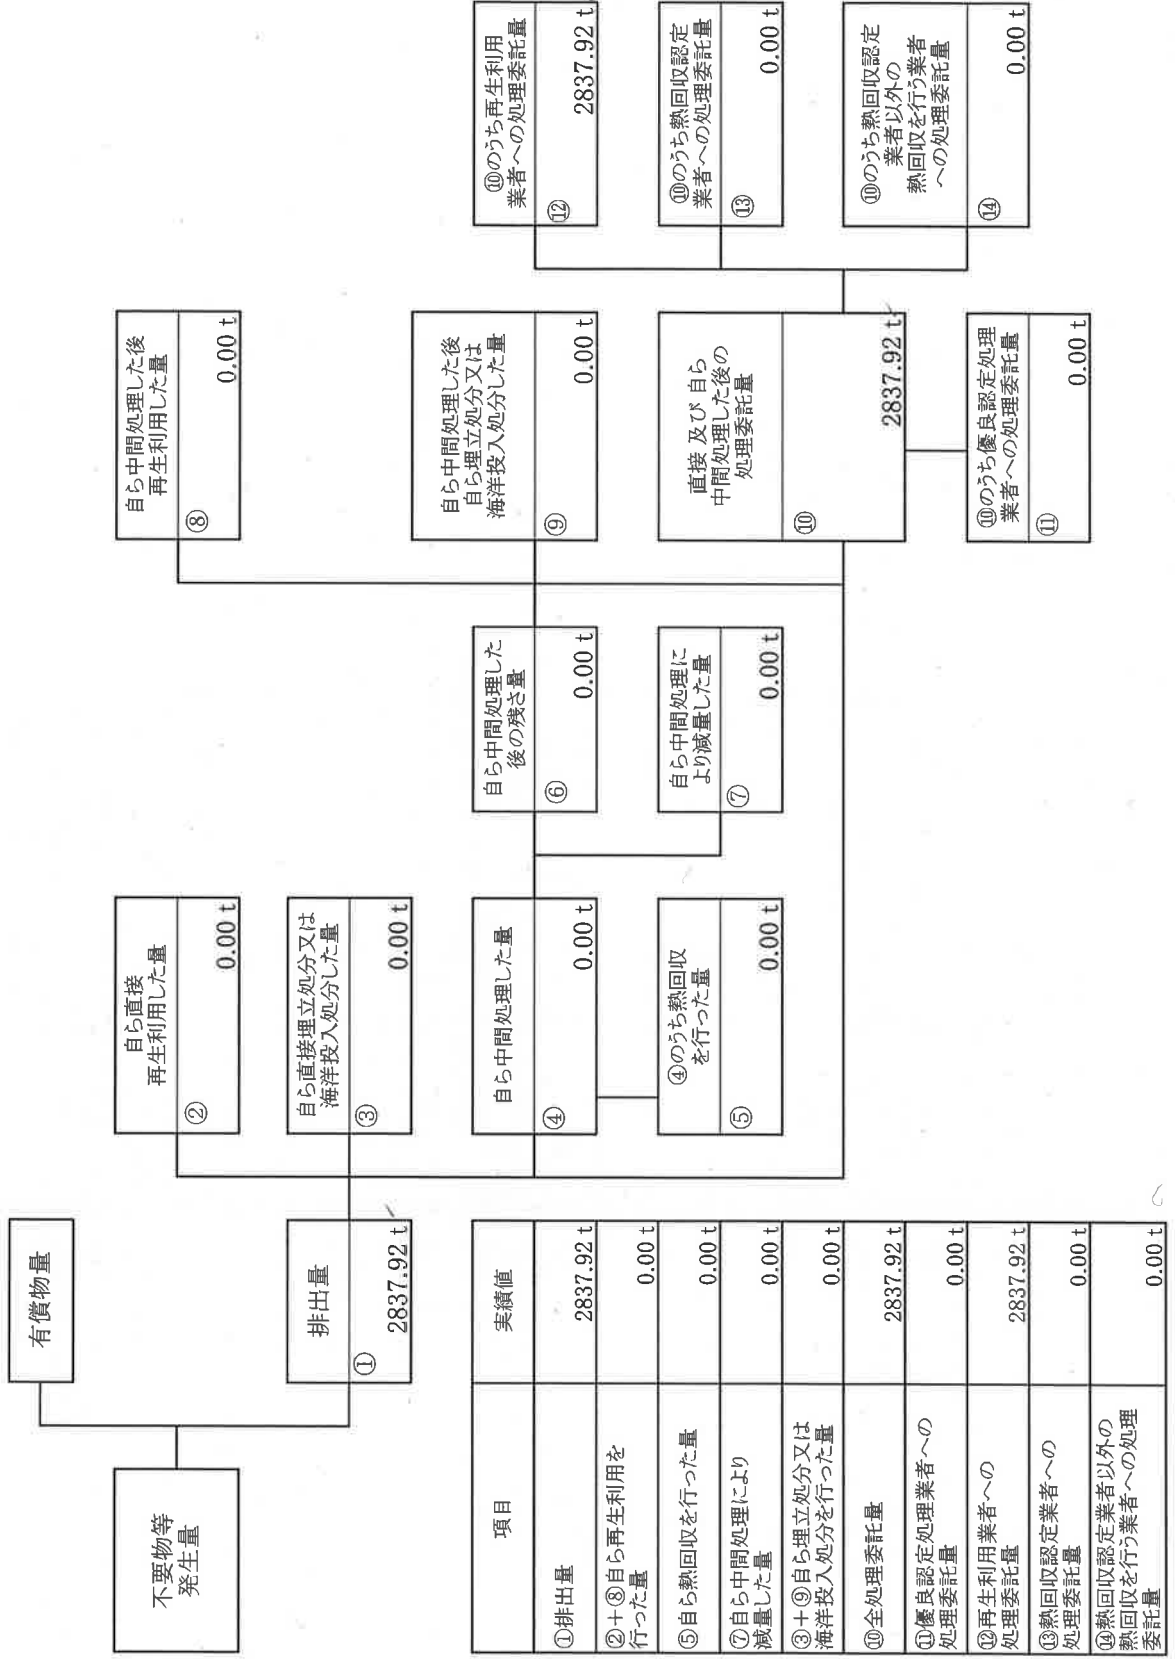 不要物等
発生量
有償物量
排出量
①
2837.92 t
自ら直接
再生利用した量
②
0.00 t
自ら直接埋立処分又は
海洋投入処分した量
③
0.00 t
自ら中間処理した量
④
0.00 t
④のうち熱回収
を行った量
⑤
0.00 t
自ら中間処理した
後の残さ量
⑥
0.00 t
自ら中間処理に
より減量した量
⑦
0.00 t
自ら中間処理した後
再生利用した量
⑧
0.00 t
自ら中間処理した後
自ら埋立処分又は
海洋投入処分した量
⑨
0.00 t
直接 及び 自ら
中間処理した後の
処理委託量
⑩
2837.92 t
⑩のうち優良認定処理
業者への処理委託量
⑪
0.00 t
⑩のうち再生利用
業者への処理委託量
⑫
2837.92 t
⑩のうち熱回収認定
業者への処理委託量
⑬
0.00 t
⑩のうち熱回収認定
業者以外の
熱回収を行う業者
への処理委託量
⑭
0.00 t
項目 実績値
①排出量 2837.92 t
②＋⑧自ら再生利用を
行った量 0.00 t
⑤自ら熱回収を行った量 0.00 t
⑦自ら中間処理により
減量した量 0.00 t
③＋⑨自ら埋立処分又は
海洋投入処分を行った量 0.00 t
⑩全処理委託量 2837.92 t
⑪優良認定処理業者への
処理委託量 0.00 t
⑫再生利用業者への
処理委託量 2837.92 t
⑬熱回収認定業者への
処理委託量 0.00 t
⑭熱回収認定業者以外の
熱回収を行う業者への処理
委託量 0.00 t